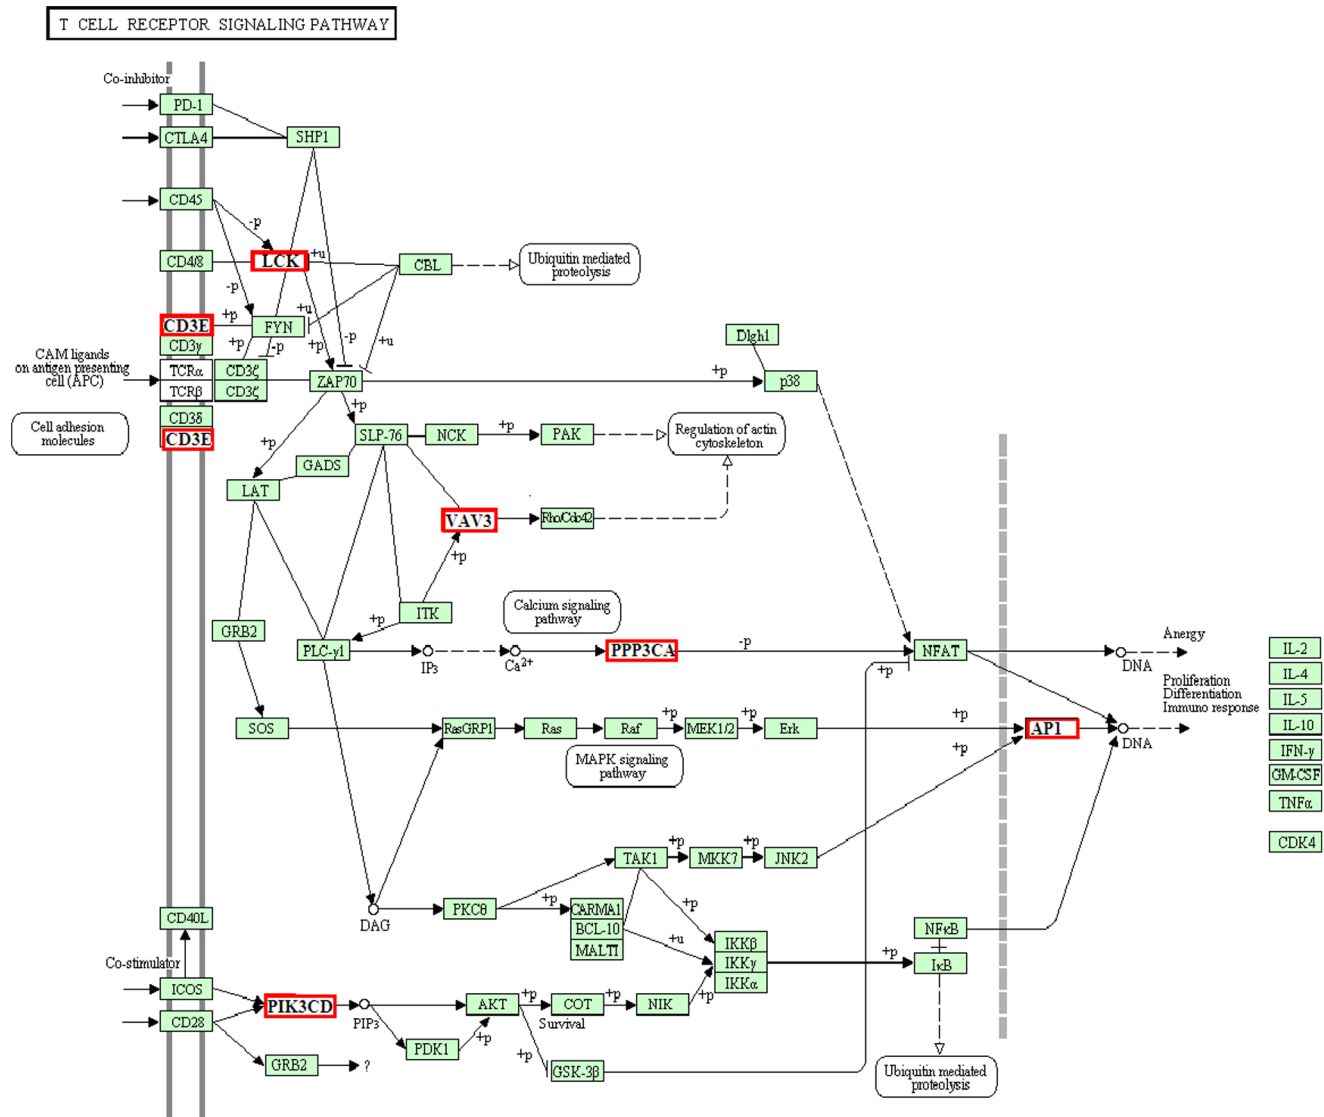 T CELL RECEPTOR SIGNALING PATHWAY
Co-inhibitor
PD-1
CTLA4
SHP1
CD45
-p
CD4/8
LCK
+u
CBL
Ubiquitin mediated
proteolysis
-p
CD3E
+p
FYN
+u
CD3γ
+p
-p
+p
-p
+u
Dlgh1
CAM ligands
on antigen presenting
cell (APC)
TCRα
TCRβ
CD3ζ
CD3ζ
ZAP70
+p
p38
Cell adhesion
molecules
CD3δ
CD3E
+p
+p
SLP-76
NCK
+p
PAK
Regulation of actin
cytoskeleton
GADS
LAT
VAV3
Rho/Cdc42
+p
ITK
Calcium signaling
pathway
GRB2
+p
PLC-γ1
IP3
Ca2+
PPP3CA
-p
NFAT
+p
DNA
Anergy
Proliferation
Differentiation
Immuno response
SOS
RasGRP1
Ras
Raf
+p
MEK1/2
+p
Erk
+p
AP1
DNA
+p
MAPK signaling
pathway
IL-2
IL-4
IL-5
IL-10
IFN-γ
GM-CSF
TNFα
CDK4
TAK1
+p
MKK7
+p
JNK2
DAG
PKCθ
+p
CARMA1
BCL-10
MALT1
+p
+u
IKKβ
IKKγ
IKKα
+p
NFκB
IκB
CD40L
Co-stimulator
ICOS
CD28
PIK3CD
PIP3
AKT
+p
COT
+p
NIK
+p
Survival
PDK1
+p
+p
GSK-3β
GRB2
?
Ubiquitin mediated
proteolysis